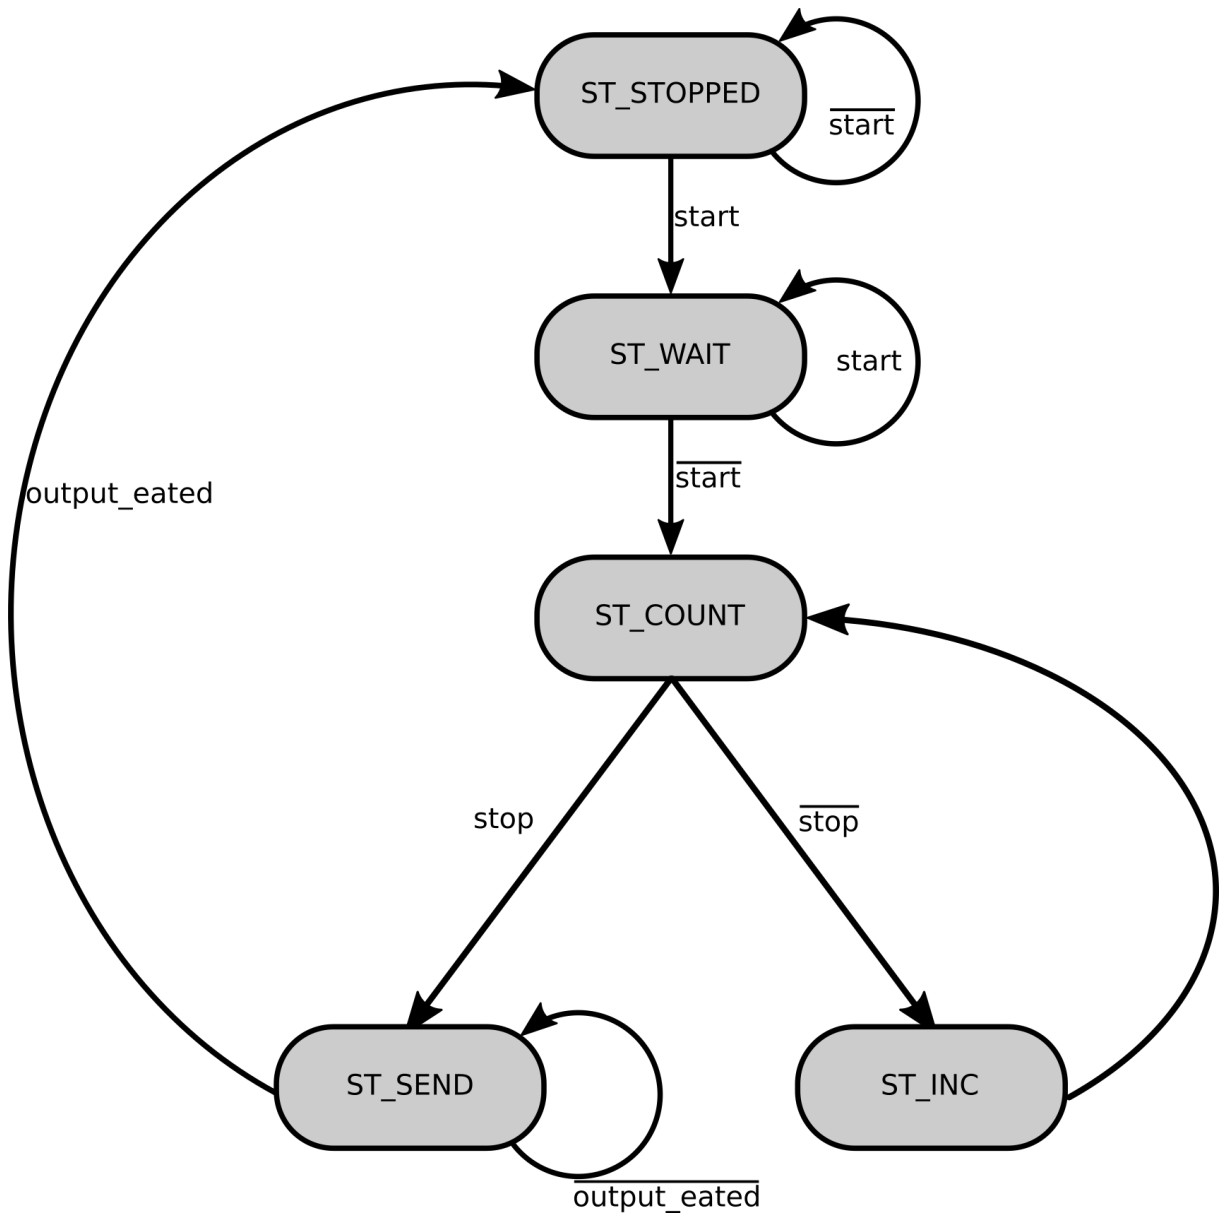 ST_STOPPED
start
start
ST_WAIT
start
start
output_eated
ST_COUNT
stop
stop
ST_SEND
ST_INC
output_eated